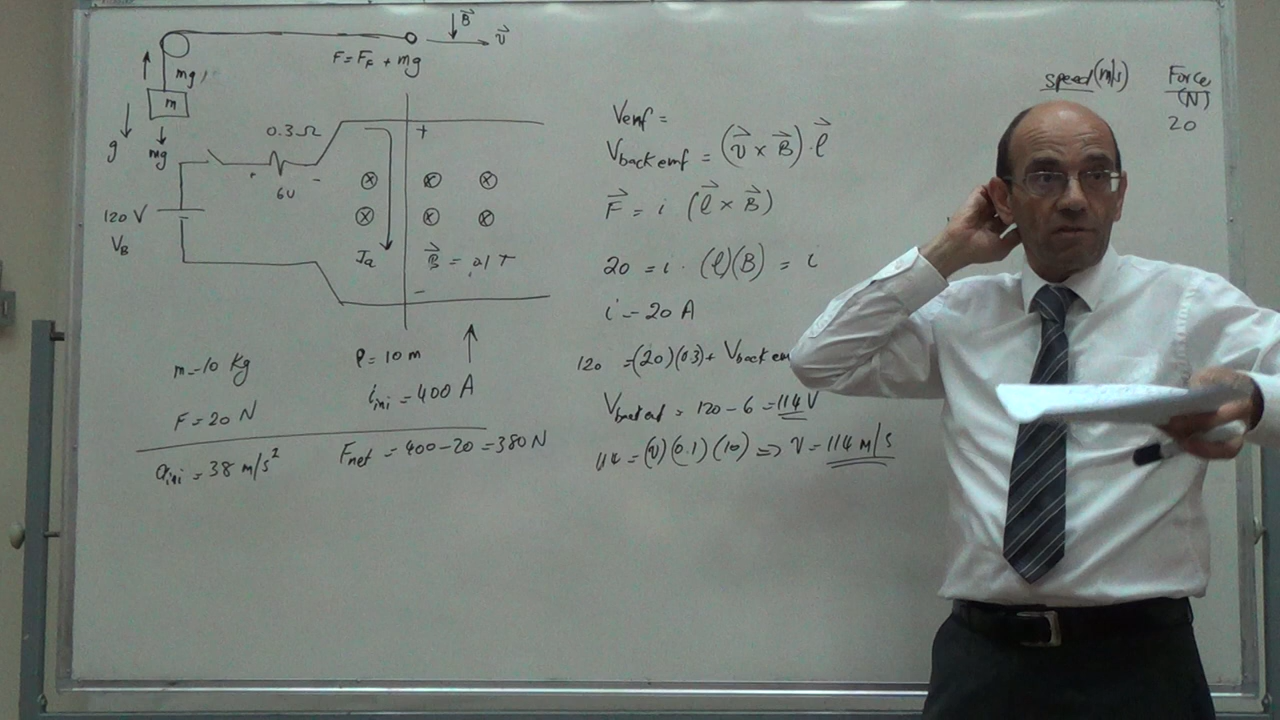 B⃗
v⃗
F = F_F + mg
mg
m
g
mg
0.3 Ω
+ 6V -
120 V
V_B
+
⊗ ⊗ ⊗
⊗ ⊗ ⊗
B⃗ = 0.1 T
-
m = 10 Kg
F = 20 N
a_ini = 38 m/s²
l = 10 m
i_ini = 400 A
F_net = 400 - 20 = 380 N
V_emf =
V_back emf = (v⃗ × B⃗) . l⃗
F⃗ = i (l⃗ × B⃗)
20 = i . (l)(B) = i
i = 20 A
120 = (20)(0.3) + V_back em
V_back emf = 120 - 6 = 114 V
114 = (v)(0.1)(10) => v = 114 m/s
speed (m/s) Force (N)
20